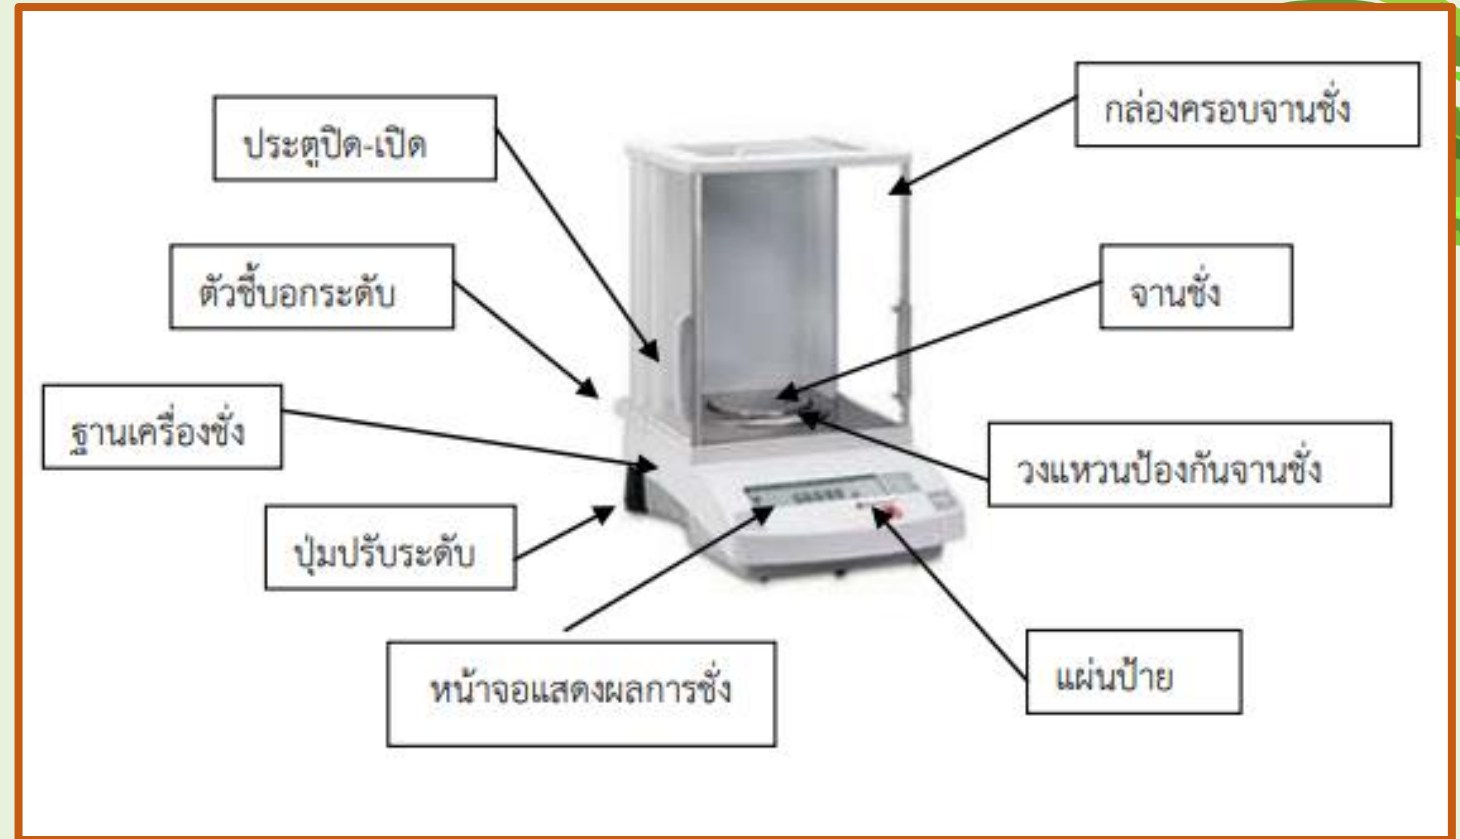 กล่องครอบจานชั่ง
ประตูปิด-เปิด
ตัวชี้บอกระดับ
จานชั่ง
ฐานเครื่องชั่ง
วงแหวนป้องกันจานชั่ง
ปุ่มปรับระดับ
หน้าจอแสดงผลการชั่ง
แผ่นป้าย